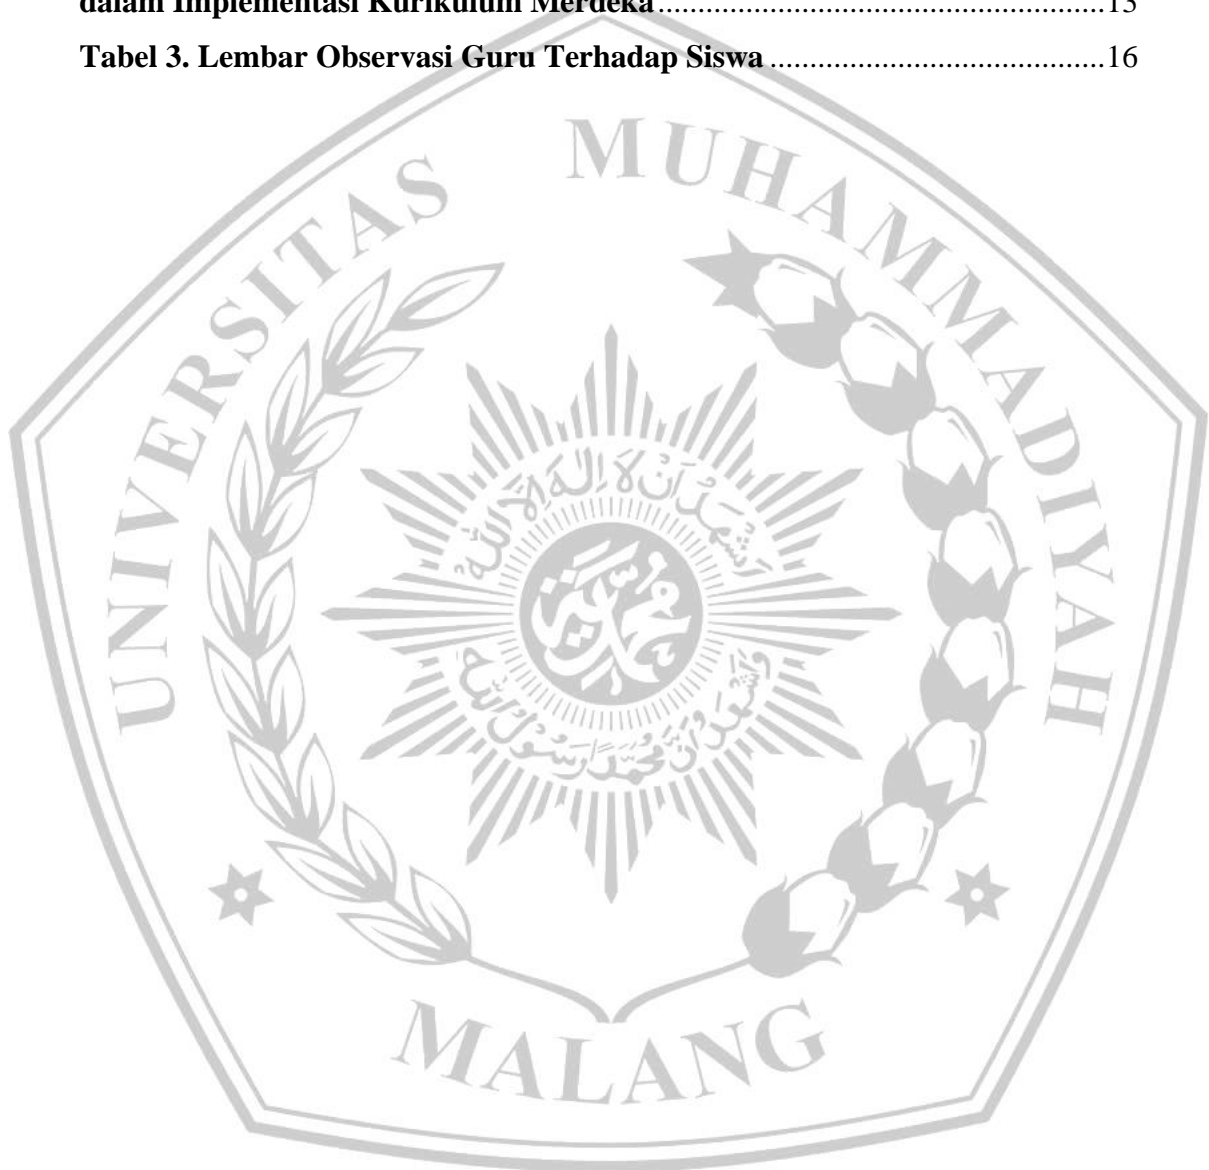 dalam Implementasi Kurikulum Merdeka........................................................13
Tabel 3. Lembar Observasi Guru Terhadap Siswa..........................................16
UNIVERSITAS MUHAMMADIYAH
MALANG